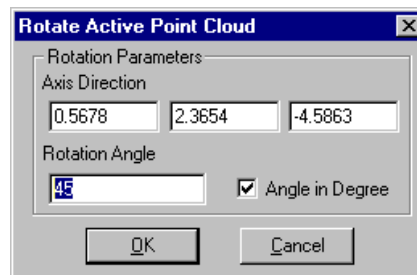 Rotate Active Point Cloud
Rotation Parameters
Axis Direction
0.5678 2.3654 -4.5863
Rotation Angle
45 Angle in Degree
OK Cancel